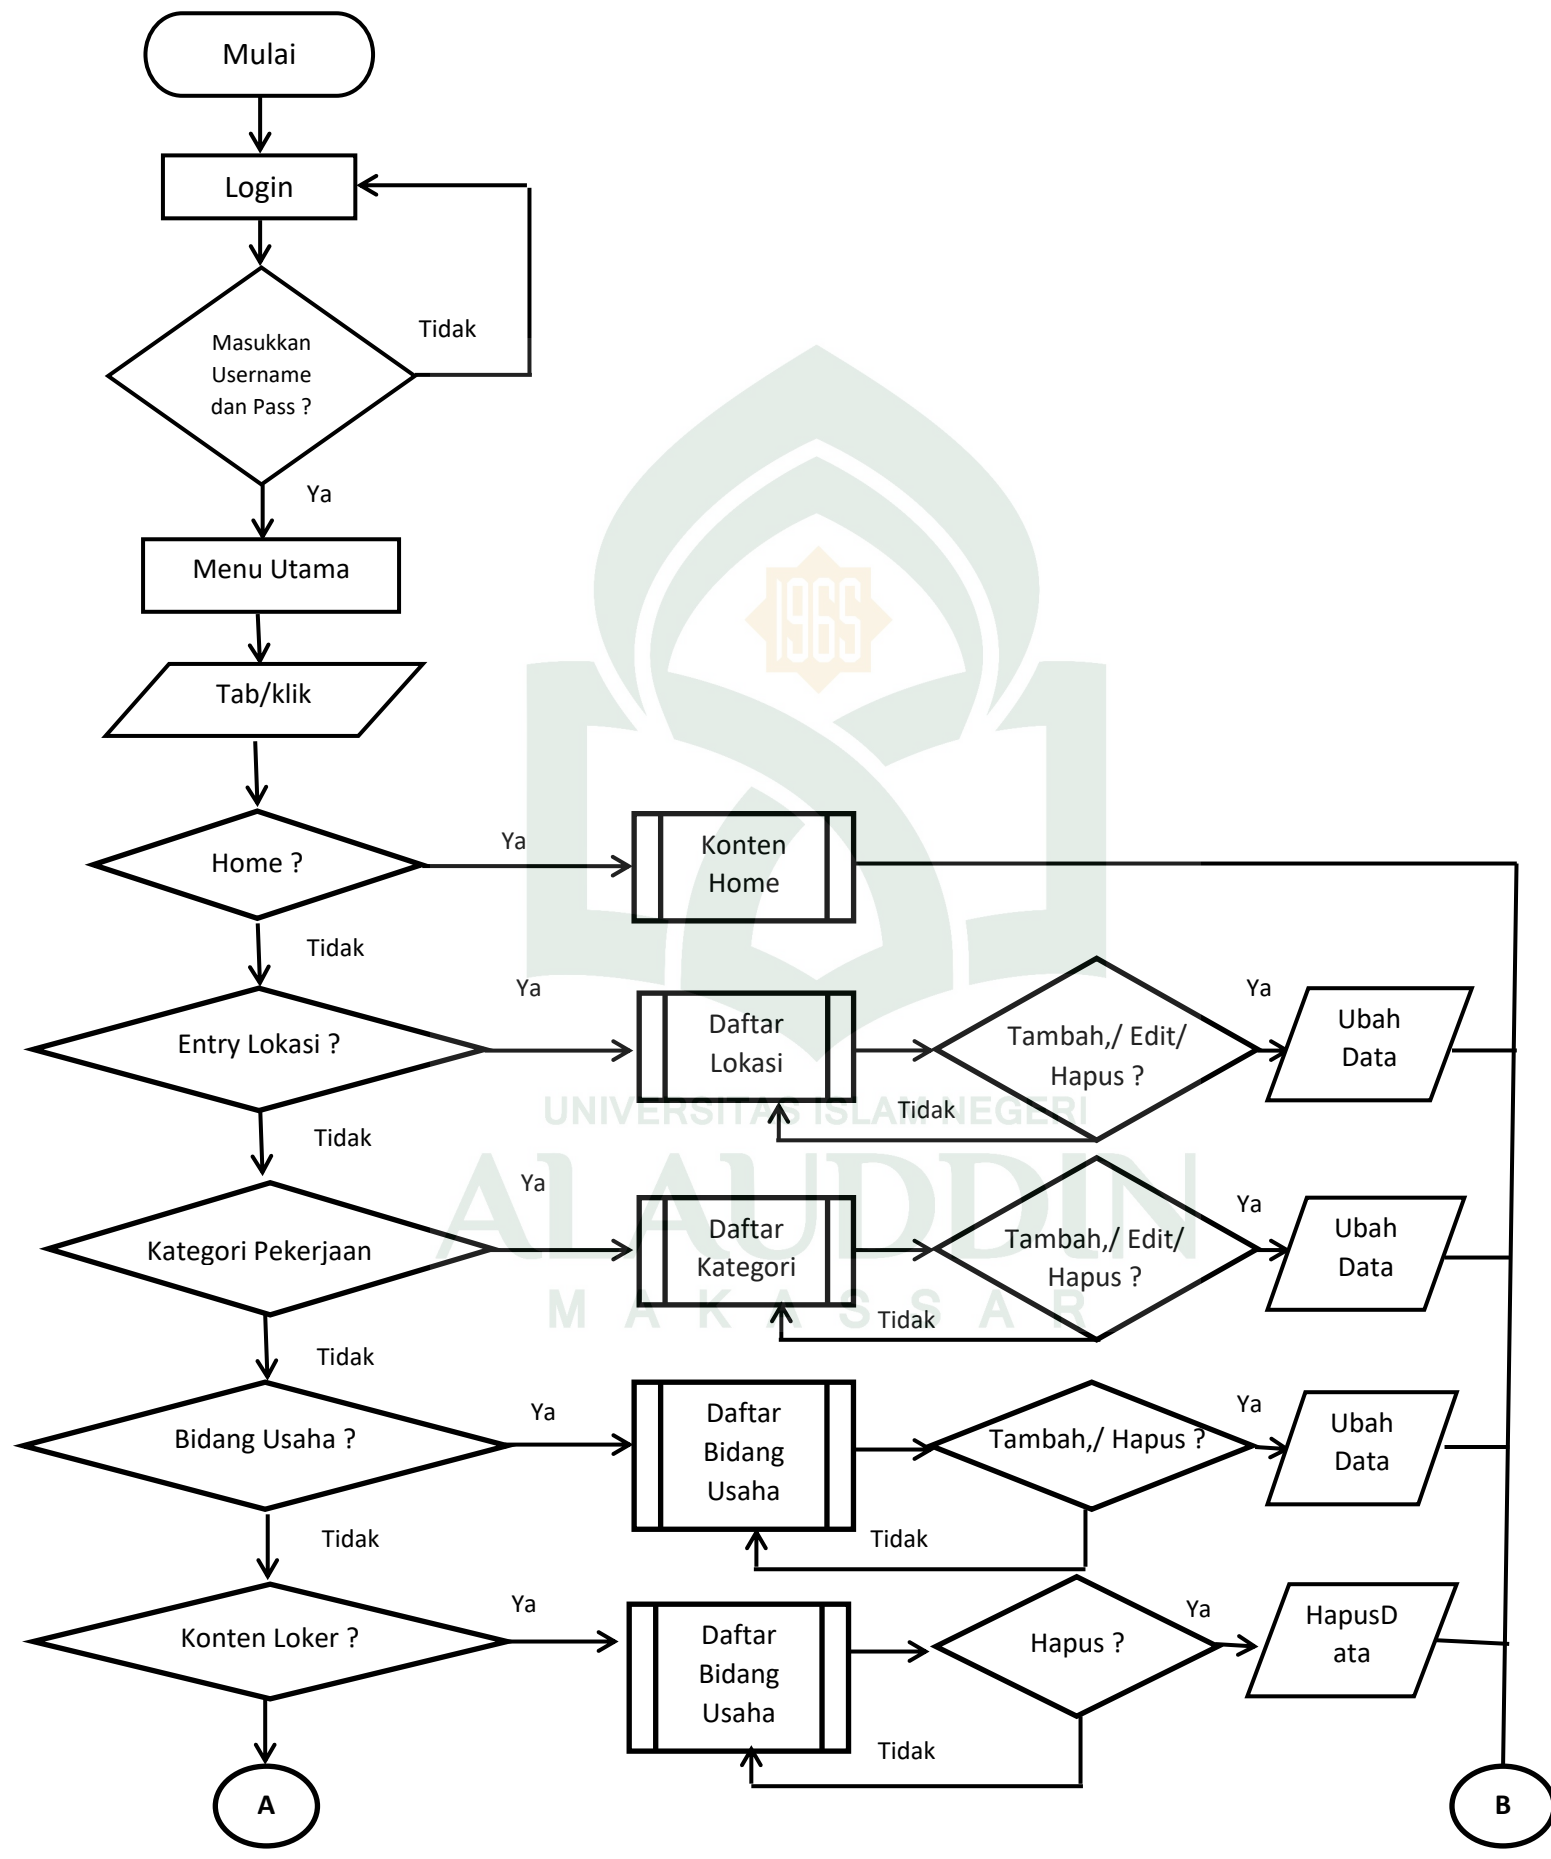 Mulai
Login
Tidak
Masukkan
Username
dan Pass ?
Ya
Menu Utama
Tab/klik
1965
Home ?
Ya
Konten
Home
Tidak
Entry Lokasi ?
Ya
Daftar
Lokasi
Tambah,/ Edit/
Hapus ?
Ya
Ubah
Data
Tidak
UNIVERSITAS ISLAM NEGERI
Tidak
ALAUDDIN
Kategori Pekerjaan
Ya
Daftar
Kategori
Tambah,/ Edit/
Hapus ?
Ya
Ubah
Data
Tidak
MAKASSAR
Tidak
Bidang Usaha ?
Ya
Daftar
Bidang
Usaha
Tambah,/ Hapus ?
Ya
Ubah
Data
Tidak
Tidak
Konten Loker ?
Ya
Daftar
Bidang
Usaha
Hapus ?
Ya
HapusD
ata
Tidak
A
B